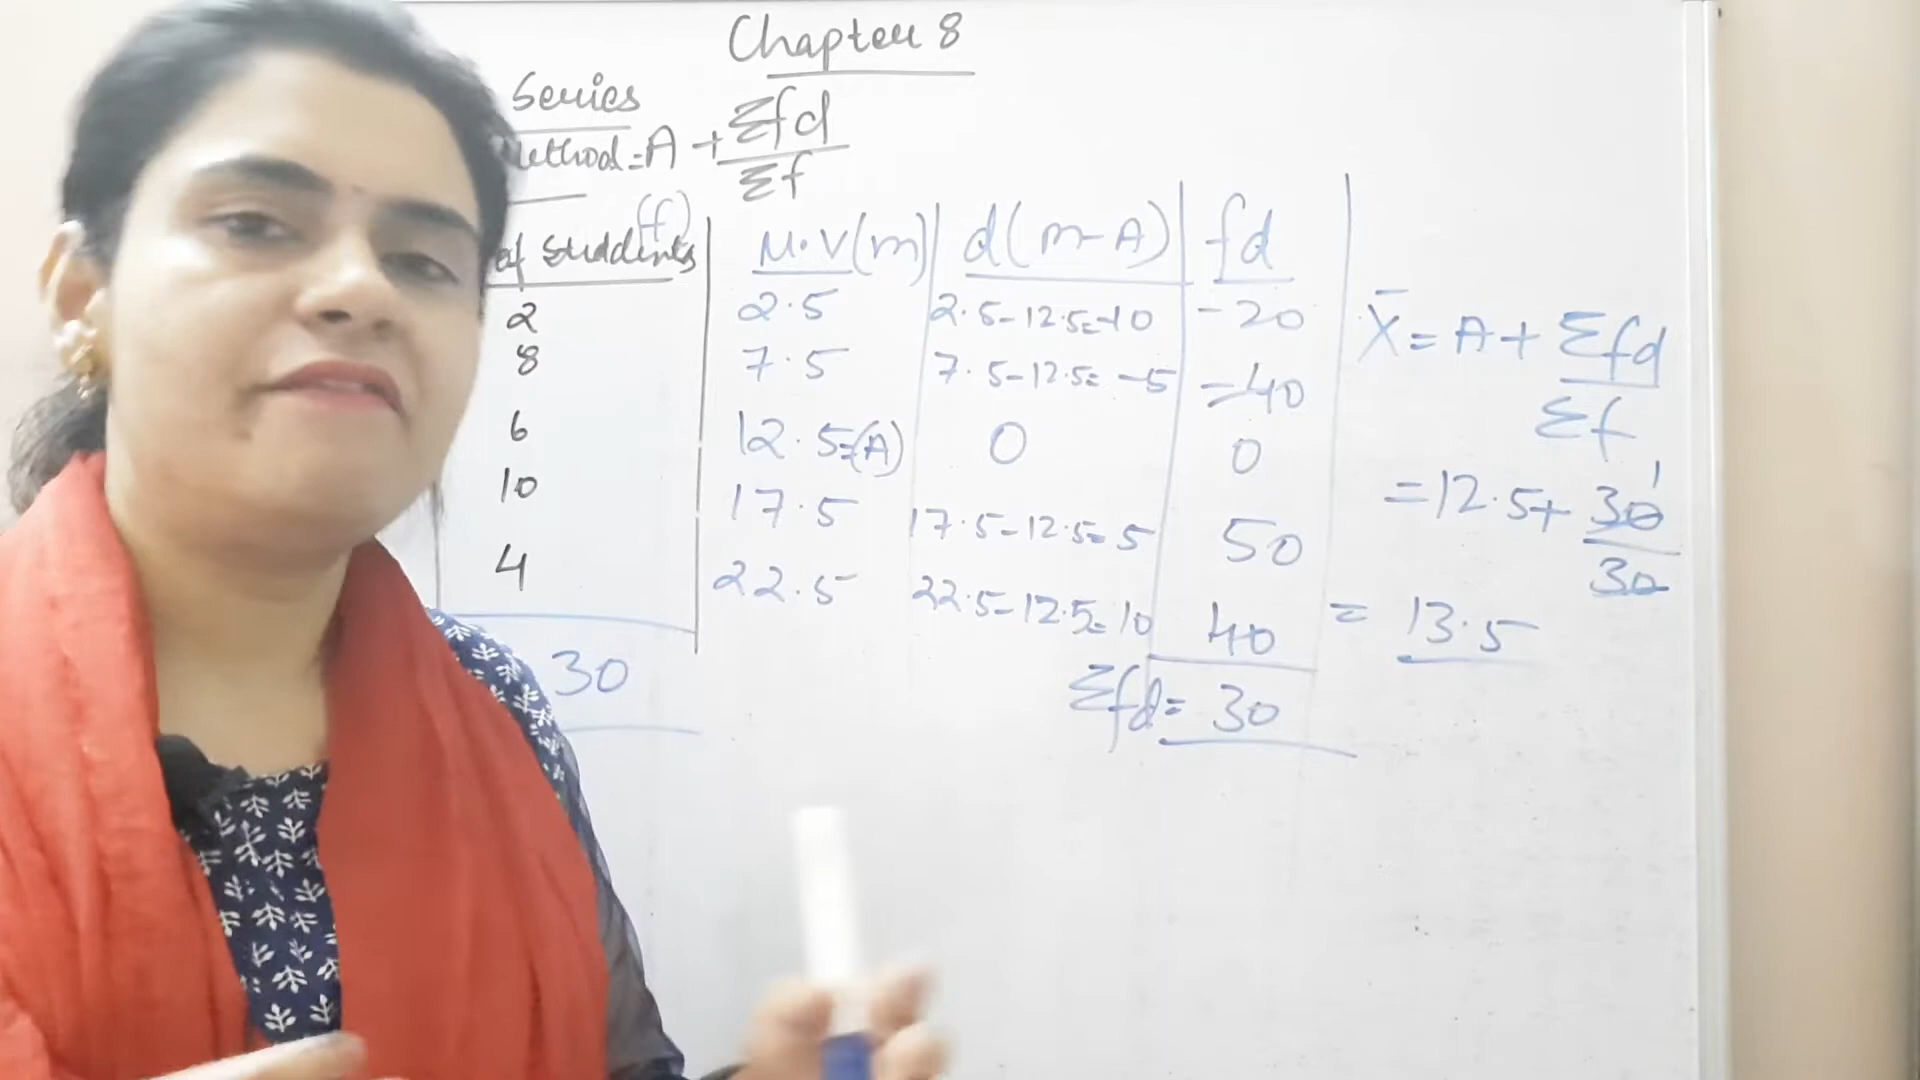 Chapter 8
Series
Method = A + Σfd
Σf
of Students (f) M.V(m) d(m-A) fd
2 2.5 2.5-12.5=-10 -20
8 7.5 7.5-12.5= -5 -40
6 12.5=(A) 0 0
10 17.5 17.5-12.5= 5 50
4 22.5 22.5-12.5= 10 40
30 Σfd= 30
X̄ = A + Σfd
Σf
=12.5+ 30 1
30
= 13.5